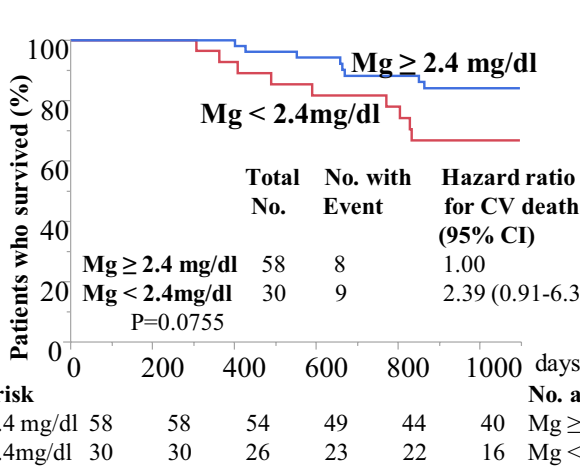 Patients who survived (%)
100
80
60
40
20
0
Mg ≥ 2.4 mg/dl
Mg < 2.4mg/dl
Total No. with Hazard ratio
No. Event for CV death
(95% CI)
Mg ≥ 2.4 mg/dl 58 8 1.00
Mg < 2.4mg/dl 30 9 2.39 (0.91-6.3
P=0.0755
0 200 400 600 800 1000 days
risk No. a
.4 mg/dl 58 58 54 49 44 40 Mg ≥
.4mg/dl 30 30 26 23 22 16 Mg <